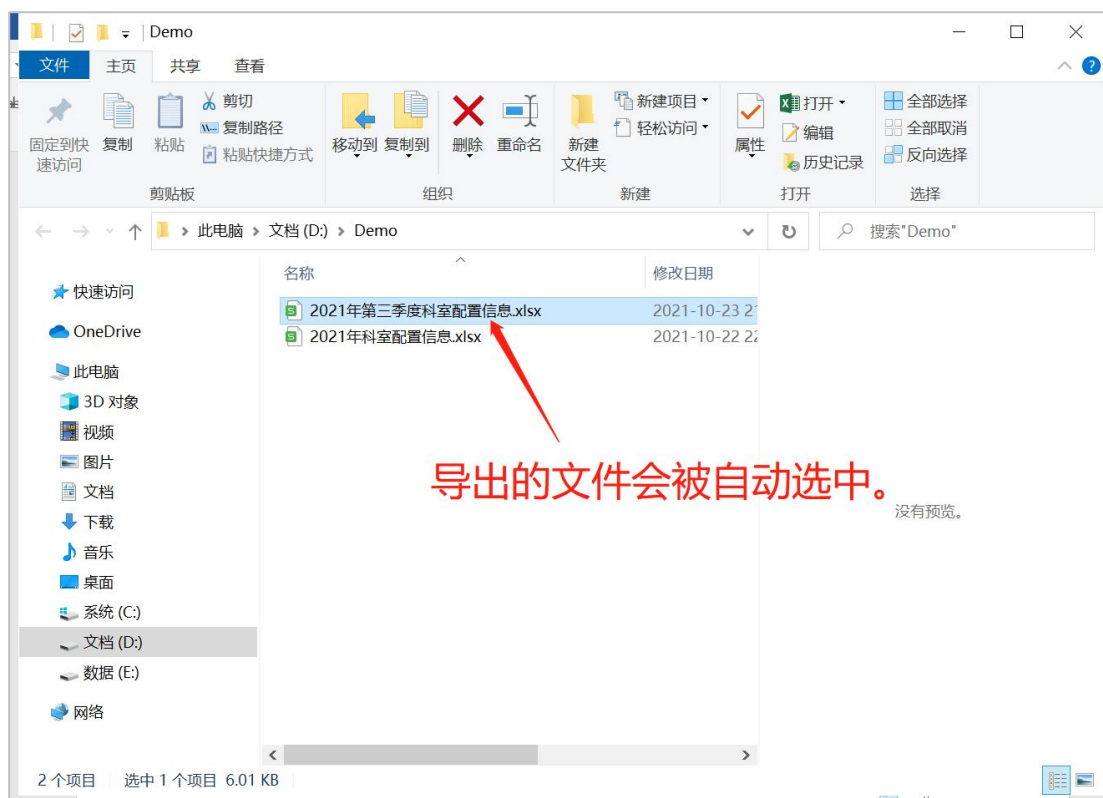 Demo
文件 主页 共享 查看
固定到快速访问
复制
粘贴
剪切
复制路径
粘贴快捷方式
剪贴板
移动到 复制到 删除 重命名
组织
新建文件夹
新建项目
轻松访问
新建
属性
打开
编辑
历史记录
打开
全部选择
全部取消
反向选择
选择
此电脑 > 文档 (D:) > Demo
搜索"Demo"
名称 修改日期
2021年第三季度科室配置信息.xlsx 2021-10-23 2
2021年科室配置信息.xlsx 2021-10-22 22
快速访问
OneDrive
此电脑
3D 对象
视频
图片
文档
下载
音乐
桌面
系统 (C:)
文档 (D:)
数据 (E:)
网络
导出的文件会被自动选中。
没有预览。
2 个项目 选中 1 个项目 6.01 KB